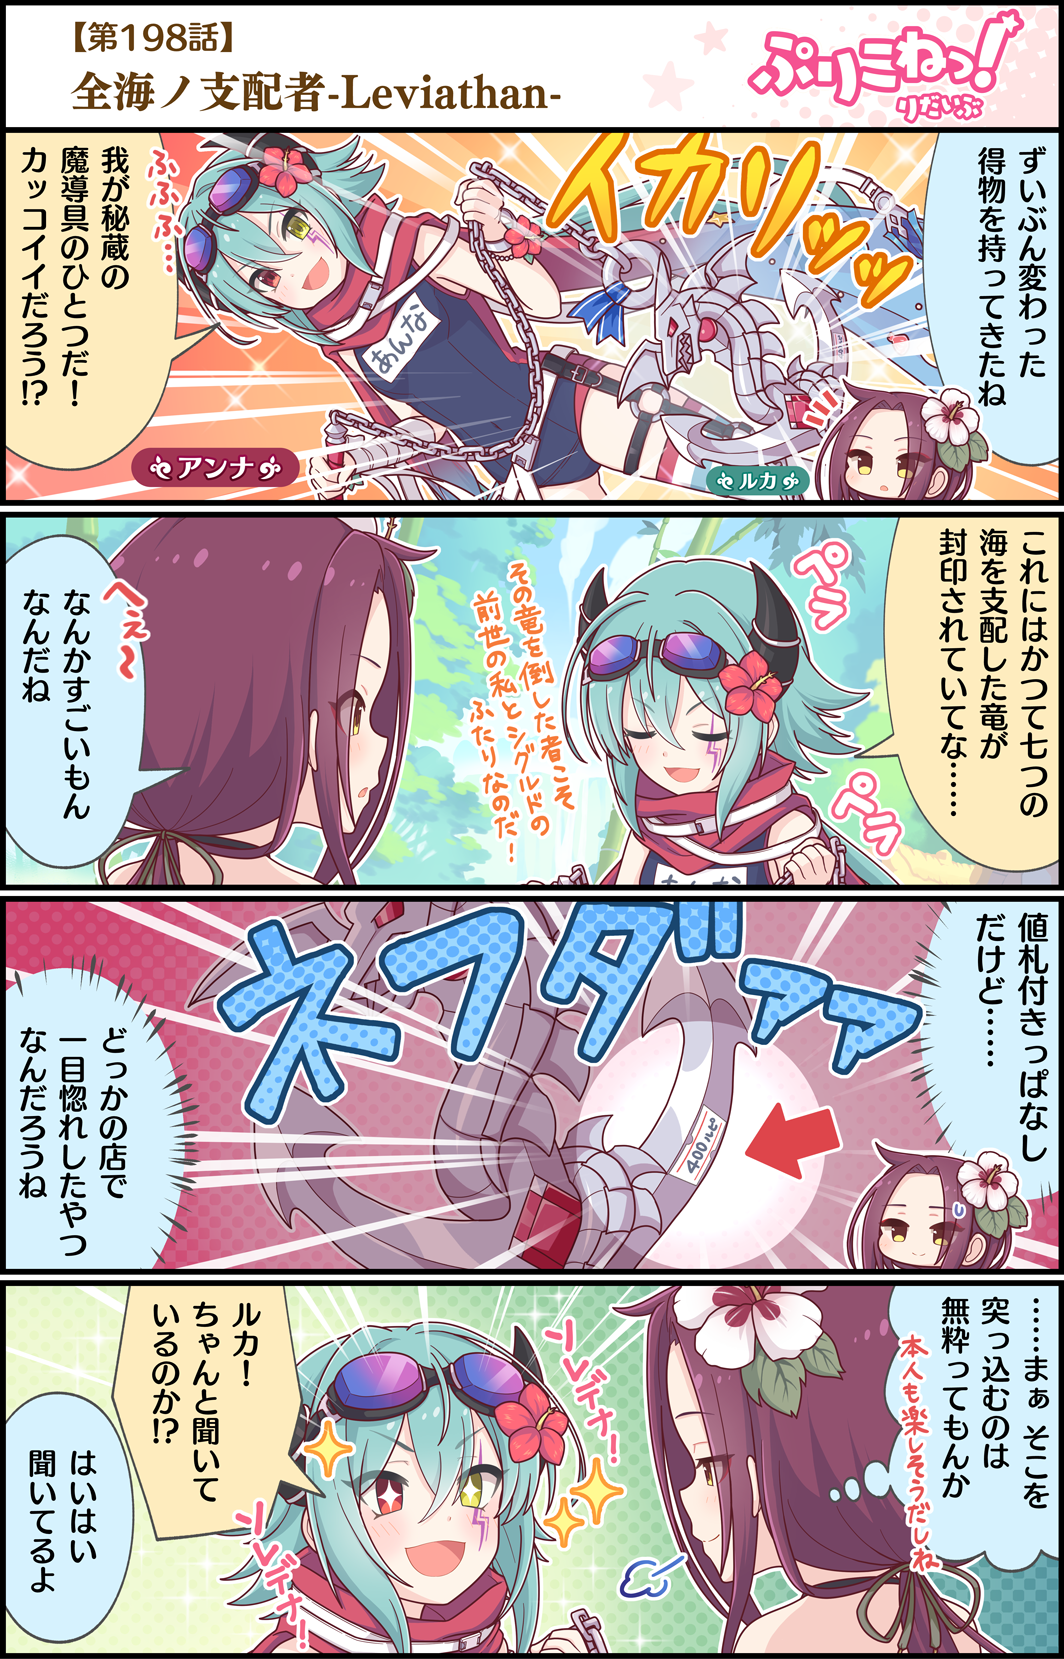 【第198話】
全海ノ支配者-Leviathan-
ぷりこねっ!
りだいぶ
ずいぶん変わった
得物を持ってきたね
イカリッッ
ふふふ…
我が秘蔵の
魔導具のひとつだ!
カッコイイだろう!?
あんな
アンナ
ルカ
これにはかつて七つの
海を支配した竜が
封印されていてな……
ペラ
ペラ
その竜を倒した者こそ
前世の私とシグルドの
ふたりなのだ!
あんな
へぇ~
なんかすごいもん
なんだね
値札付きっぱなし
だけど……
ネフダァァ
400ルピ
どっかの店で
一目惚れしたやつ
なんだろうね
……まぁ そこを
突っ込むのは
無粋ってもんか
本人も楽しそうだしね
ルカ!
ちゃんと聞いて
いるのか!?
ソレデナ!
ソレデナ!
はいはい
聞いてるよ